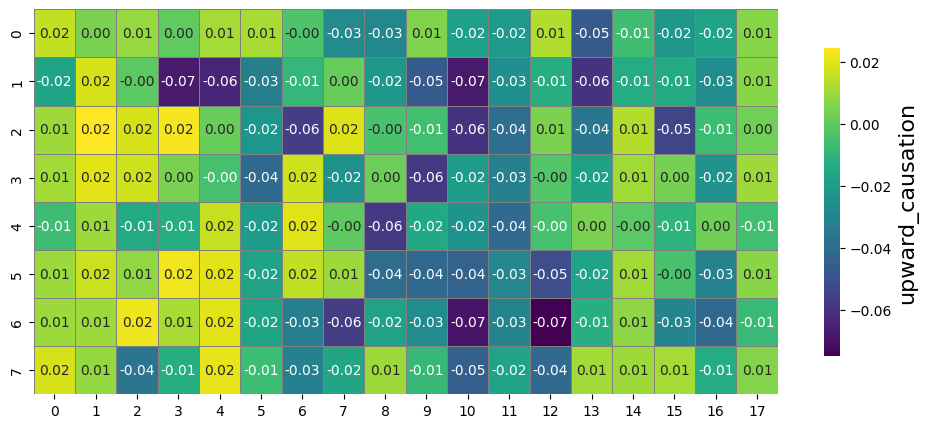 0 0.02 0.00 0.01 0.00 0.01 0.01 -0.00 -0.03 -0.03 0.01 -0.02 -0.02 0.01 -0.05 -0.01 -0.02 -0.02 0.01
1 -0.02 0.02 -0.00 -0.07 -0.06 -0.03 -0.01 0.00 -0.02 -0.05 -0.07 -0.03 -0.01 -0.06 -0.01 -0.01 -0.03 0.01
2 0.01 0.02 0.02 0.02 0.00 -0.02 -0.06 0.02 -0.00 -0.01 -0.06 -0.04 0.01 -0.04 0.01 -0.05 -0.01 0.00
3 0.01 0.02 0.02 0.00 -0.00 -0.04 0.02 -0.02 0.00 -0.06 -0.02 -0.03 -0.00 -0.02 0.01 0.00 -0.02 0.01
4 -0.01 0.01 -0.01 -0.01 0.02 -0.02 0.02 -0.00 -0.06 -0.02 -0.02 -0.04 -0.00 0.00 -0.00 -0.01 0.00 -0.01
5 0.01 0.02 0.01 0.02 0.02 -0.02 0.02 0.01 -0.04 -0.04 -0.04 -0.03 -0.05 -0.02 0.01 -0.00 -0.03 0.01
6 0.01 0.01 0.02 0.01 0.02 -0.02 -0.03 -0.06 -0.02 -0.03 -0.07 -0.03 -0.07 -0.01 0.01 -0.03 -0.04 -0.01
7 0.02 0.01 -0.04 -0.01 0.02 -0.01 -0.03 -0.02 0.01 -0.01 -0.05 -0.02 -0.04 0.01 0.01 0.01 -0.01 0.01
0 1 2 3 4 5 6 7 8 9 10 11 12 13 14 15 16 17
0.02
0.00
−0.02
−0.04
−0.06
upward_causation